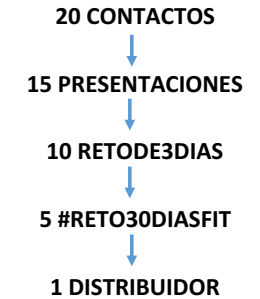 20 CONTACTOS
15 PRESENTACIONES
10 RETODE3DIAS
5 #RETO30DIASFIT
1 DISTRIBUIDOR